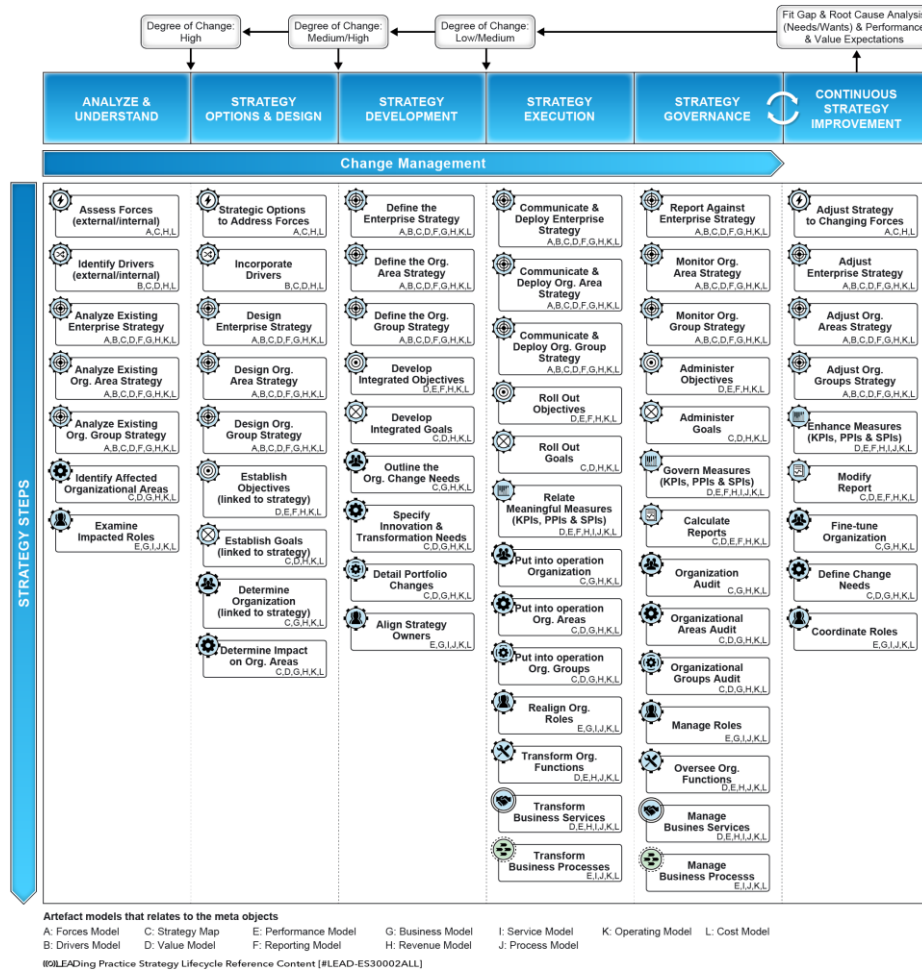 Degree of Change:
High
Degree of Change:
Medium/High
Degree of Change:
Low/Medium
Fit Gap & Root Cause Analysis
(Needs/Wants) & Performance
& Value Expectations
ANALYZE &
UNDERSTAND
STRATEGY
OPTIONS & DESIGN
STRATEGY
DEVELOPMENT
STRATEGY
EXECUTION
STRATEGY
GOVERNANCE
CONTINUOUS
STRATEGY
IMPROVEMENT
Change Management
STRATEGY STEPS
Assess Forces
(external/internal)
A,C,H,L
Identify Drivers
(external/internal)
B,C,D,H,L
Analyze Existing
Enterprise Strategy
A,B,C,D,F,G,H,K,L
Analyze Existing
Org. Area Strategy
A,B,C,D,F,G,H,K,L
Analyze Existing
Org. Group Strategy
A,B,C,D,F,G,H,K,L
Identify Affected
Organizational Areas
C,D,G,H,K,L
Examine
Impacted Roles
E,G,I,J,K,L
Strategic Options
to Address Forces
A,C,H,L
Incorporate
Drivers
B,C,D,H,L
Design
Enterprise Strategy
A,B,C,D,F,G,H,K,L
Design Org.
Area Strategy
A,B,C,D,F,G,H,K,L
Design Org.
Group Strategy
A,B,C,D,F,G,H,K,L
Establish
Objectives
(linked to strategy)
D,E,F,H,K,L
Establish Goals
(linked to strategy)
C,D,H,K,L
Determine
Organization
(linked to strategy)
C,G,H,K,L
Determine Impact
on Org. Areas
C,D,G,H,K,L
Define the
Enterprise Strategy
A,B,C,D,F,G,H,K,L
Define the Org.
Area Strategy
A,B,C,D,F,G,H,K,L
Define the Org.
Group Strategy
A,B,C,D,F,G,H,K,L
Develop
Integrated Objectives
D,E,F,H,K,L
Develop
Integrated Goals
C,D,H,K,L
Outline the
Org. Change Needs
C,G,H,K,L
Specify
Innovation &
Transformation Needs
C,D,G,H,K,L
Detail Portfolio
Changes
C,D,G,H,K,L
Align Strategy
Owners
E,G,I,J,K,L
Communicate &
Deploy Enterprise
Strategy
A,B,C,D,F,G,H,K,L
Communicate &
Deploy Org. Area
Strategy
A,B,C,D,F,G,H,K,L
Communicate &
Deploy Org. Group
Strategy
A,B,C,D,F,G,H,K,L
Roll Out
Objectives
D,E,F,H,K,L
Roll Out
Goals
C,D,H,K,L
Relate
Meaningful Measures
(KPIs, PPIs & SPIs)
D,E,F,H,I,J,K,L
Put into operation
Organization
C,G,H,K,L
Put into operation
Org. Areas
C,D,G,H,K,L
Put into operation
Org. Groups
C,D,G,H,K,L
Realign Org.
Roles
E,G,I,J,K,L
Transform Org.
Functions
D,E,H,J,K,L
Transform
Business Services
D,E,H,I,J,K,L
Transform
Business Processes
E,I,J,K,L
Report Against
Enterprise Strategy
A,B,C,D,F,G,H,K,L
Monitor Org.
Area Strategy
A,B,C,D,F,G,H,K,L
Monitor Org.
Group Strategy
A,B,C,D,F,G,H,K,L
Administer
Objectives
D,E,F,H,K,L
Administer
Goals
C,D,H,K,L
Govern Measures
(KPIs, PPIs & SPIs)
D,E,F,H,I,J,K,L
Calculate
Reports
C,D,E,F,H,K,L
Organization
Audit
C,G,H,K,L
Organizational
Areas Audit
C,D,G,H,K,L
Organizational
Groups Audit
C,D,G,H,K,L
Manage Roles
E,G,I,J,K,L
Oversee Org.
Functions
D,E,H,J,K,L
Manage
Busines Services
D,E,H,I,J,K,L
Manage
Business Processs
E,I,J,K,L
Adjust Strategy
to Changing Forces
A,C,H,L
Adjust
Enterprise Strategy
A,B,C,D,F,G,H,K,L
Adjust Org.
Areas Strategy
A,B,C,D,F,G,H,K,L
Adjust Org.
Groups Strategy
A,B,C,D,F,G,H,K,L
Enhance Measures
(KPIs, PPIs & SPIs)
D,E,F,H,I,J,K,L
Modify
Report
C,D,E,F,H,K,L
Fine-tune
Organization
C,G,H,K,L
Define Change
Needs
C,D,G,H,K,L
Coordinate Roles
E,G,I,J,K,L
Artefact models that relates to the meta objects
A: Forces Model C: Strategy Map E: Performance Model G: Business Model I: Service Model K: Operating Model L: Cost Model
B: Drivers Model D: Value Model F: Reporting Model H: Revenue Model J: Process Model
LEADing Practice Strategy Lifecycle Reference Content [#LEAD-ES30002ALL]